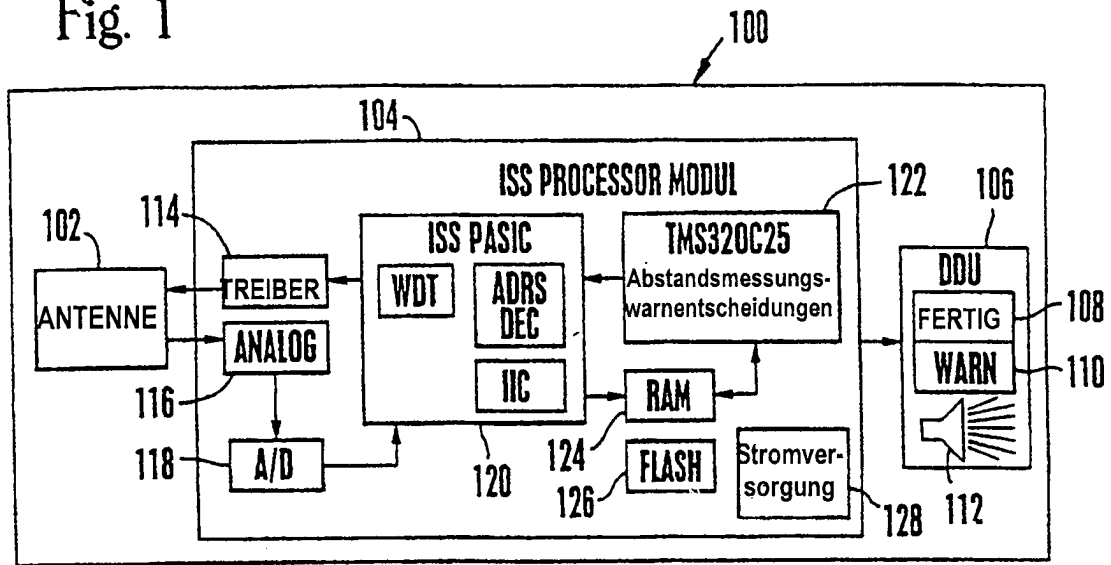 Fig. 1
100
104
ISS PROCESSOR MODUL
122
106
102
114
ISS PASIC
TMS320C25
DDU
WDT
ADRS
DEC
Abstandsmessungs-
warnentscheidungen
TREIBER
FERTIG
108
ANTENNE
ANALOG
WARN
110
IIC
RAM
116
124
118
A/D
120
FLASH
126
Stromver-
sorgung
128
112